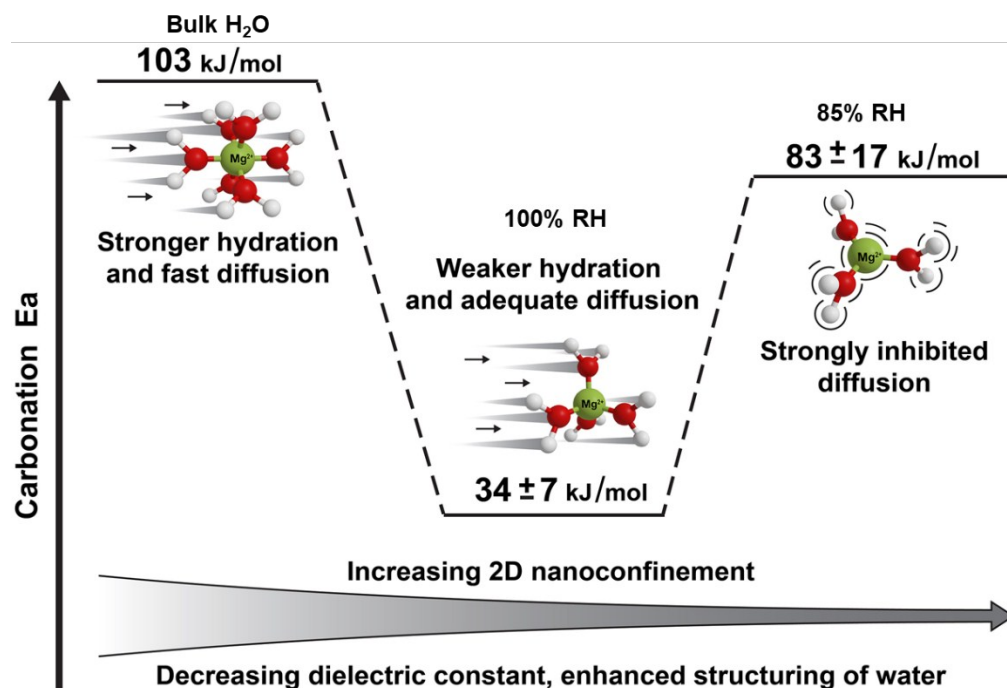 Bulk H₂O
103 kJ/mol
Mg²⁺
Stronger hydration
and fast diffusion
100% RH
Weaker hydration
and adequate diffusion
Mg²⁺
34 ± 7 kJ/mol
85% RH
83 ± 17 kJ/mol
Mg²⁺
Strongly inhibited
diffusion
Carbonation Ea
Increasing 2D nanoconfinement
Decreasing dielectric constant, enhanced structuring of water